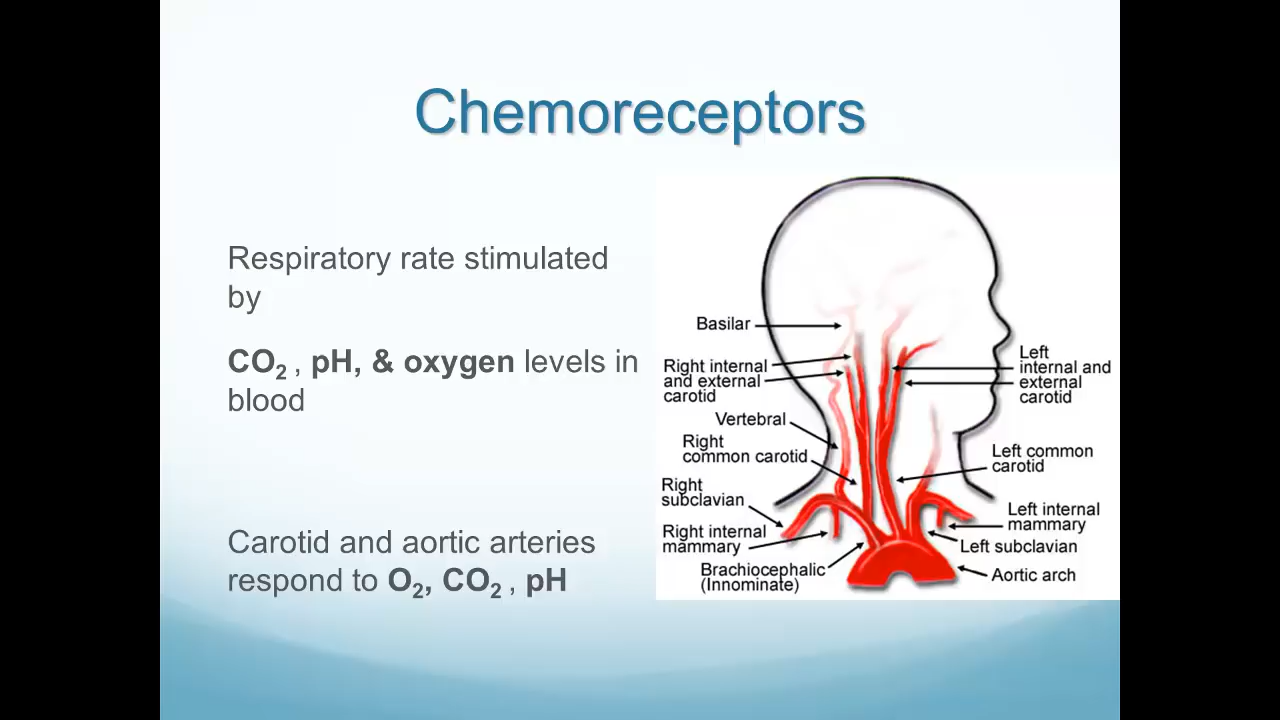 Chemoreceptors
Respiratory rate stimulated
by
CO2 , pH, & oxygen levels in
blood
Carotid and aortic arteries
respond to O2, CO2 , pH
Basilar
Right internal
and external
carotid
Vertebral
Right
common carotid
Right
subclavian
Right internal
mammary
Brachiocephalic
(Innominate)
Left
internal and
external
carotid
Left common
carotid
Left internal
mammary
Left subclavian
Aortic arch